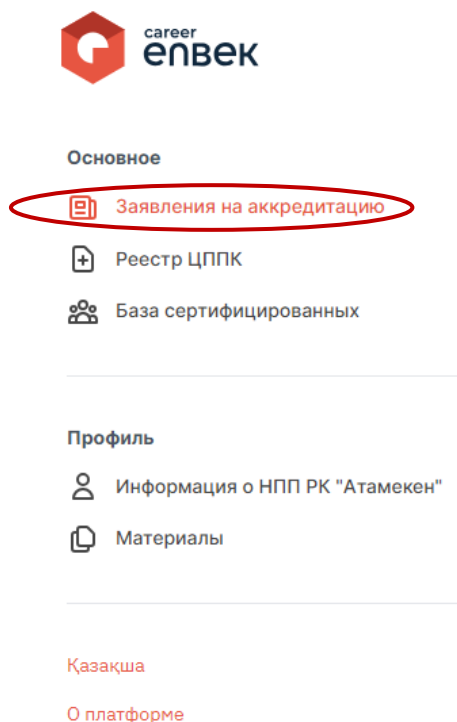 career
enbek
Основное
Заявления на аккредитацию
Реестр ЦППК
База сертифицированных
Профиль
Информация о НПП РК "Атамекен"
Материалы
Қазақша
О платформе